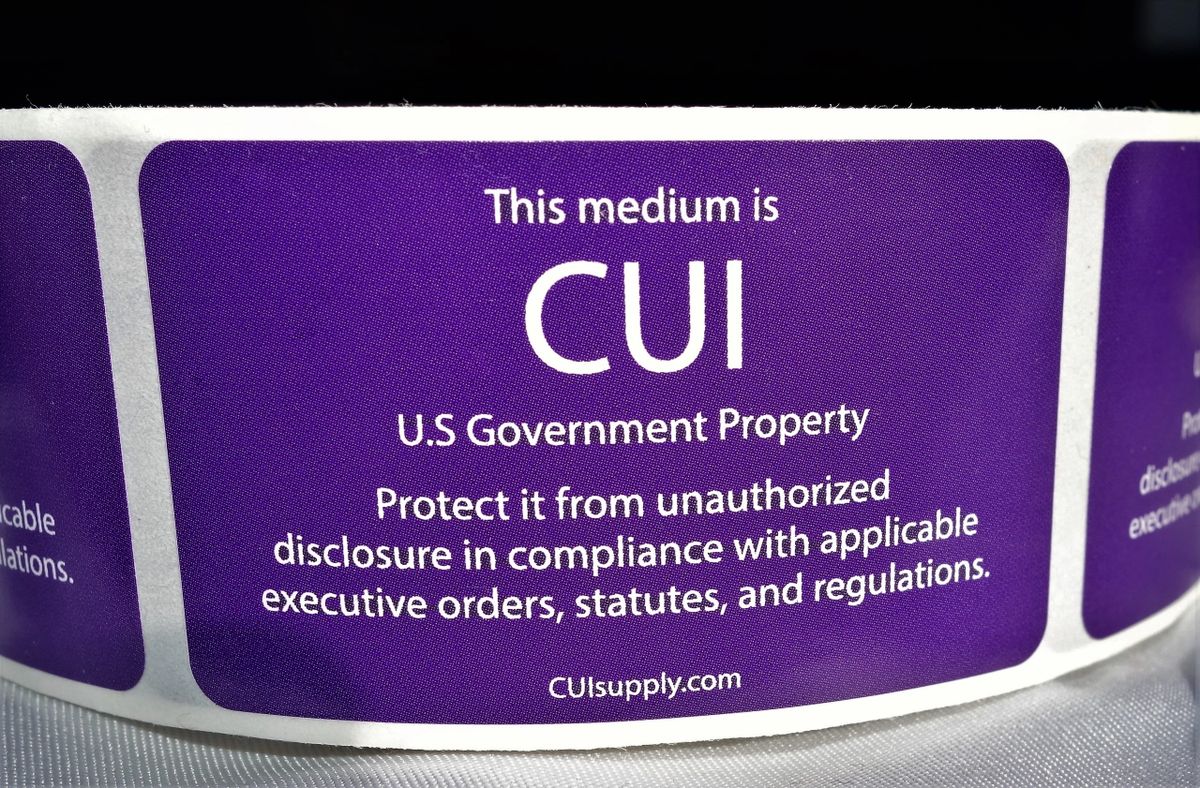 This medium is
CUI
U.S Government Property
Protect it from unauthorized
disclosure in compliance with applicable
executive orders, statutes, and regulations.
CUIsupply.com